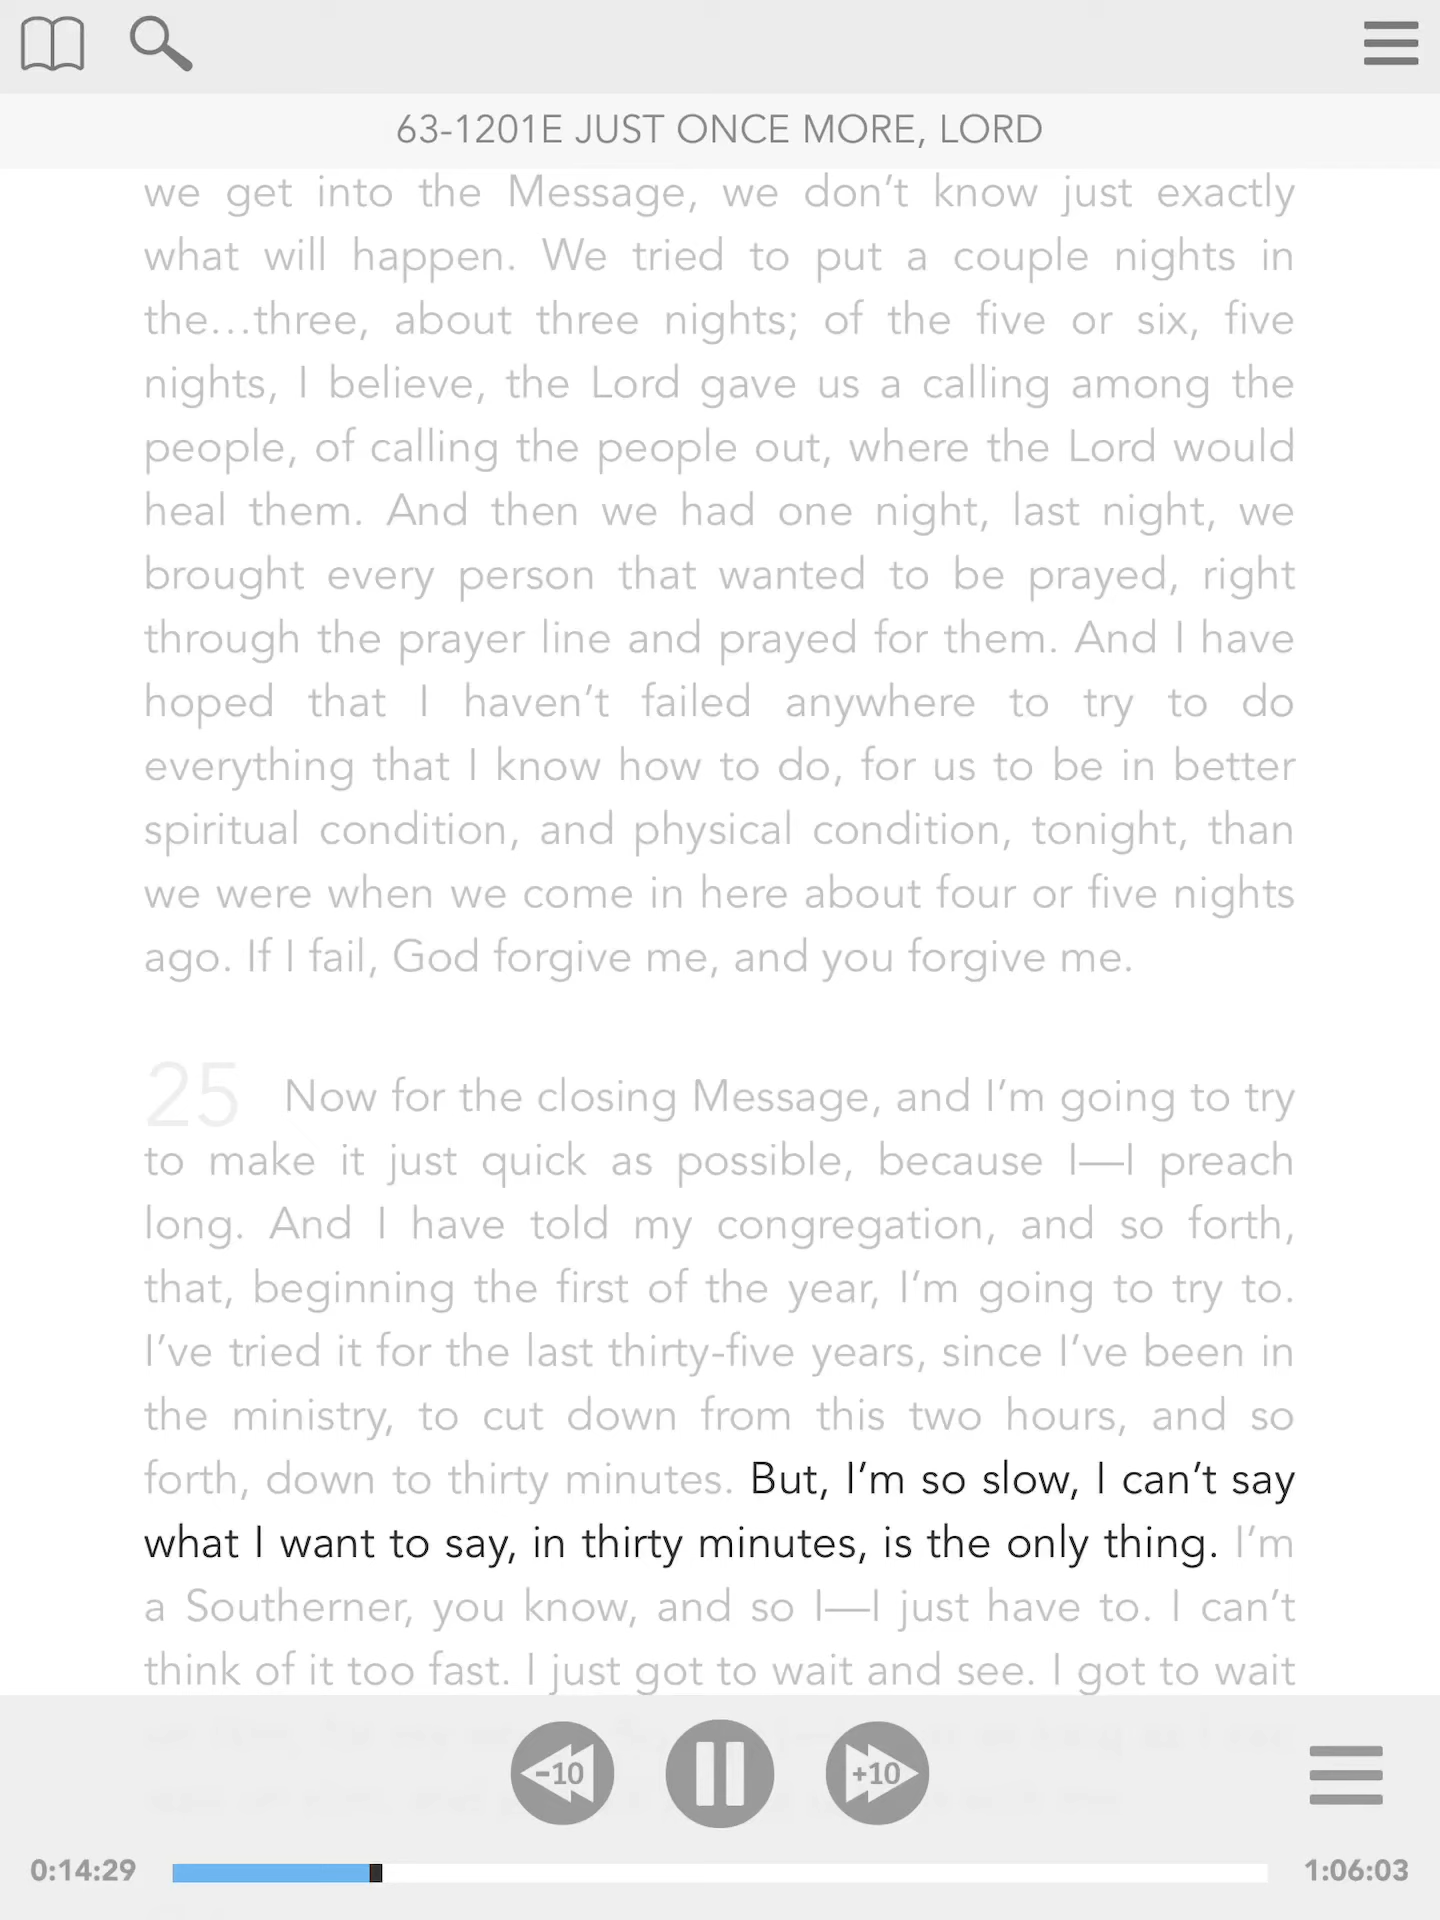 63-1201E JUST ONCE MORE, LORD
we get into the Message, we don’t know just exactly
what will happen. We tried to put a couple nights in
the…three, about three nights; of the five or six, five
nights, I believe, the Lord gave us a calling among the
people, of calling the people out, where the Lord would
heal them. And then we had one night, last night, we
brought every person that wanted to be prayed, right
through the prayer line and prayed for them. And I have
hoped that I haven’t failed anywhere to try to do
everything that I know how to do, for us to be in better
spiritual condition, and physical condition, tonight, than
we were when we come in here about four or five nights
ago. If I fail, God forgive me, and you forgive me.
25 Now for the closing Message, and I’m going to try
to make it just quick as possible, because I—I preach
long. And I have told my congregation, and so forth,
that, beginning the first of the year, I’m going to try to.
I’ve tried it for the last thirty-five years, since I’ve been in
the ministry, to cut down from this two hours, and so
forth, down to thirty minutes. But, I’m so slow, I can’t say
what I want to say, in thirty minutes, is the only thing. I’m
a Southerner, you know, and so I—I just have to. I can’t
think of it too fast. I just got to wait and see. I got to wait
-10 +10
0:14:29 1:06:03